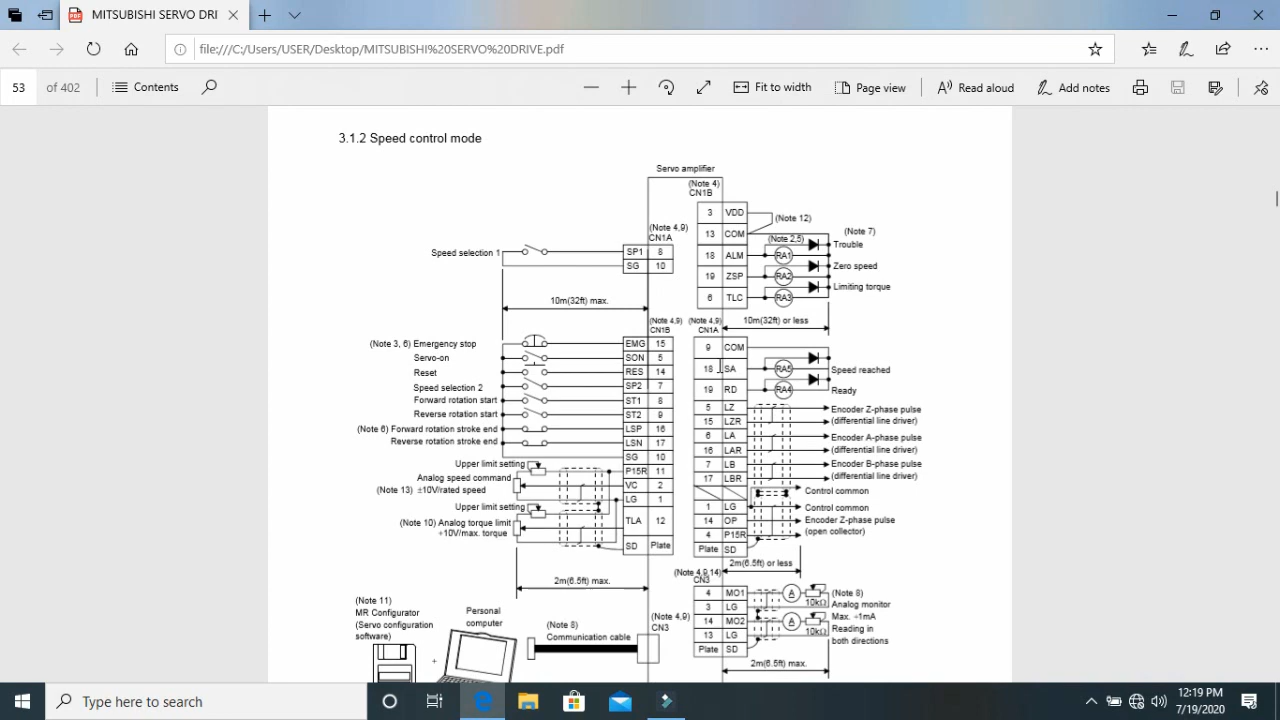 MITSUBISHI SERVO DRI
file:///C:/Users/USER/Desktop/MITSUBISHI%20SERVO%20DRIVE.pdf
53 of 402 Contents Fit to width Page view Read aloud Add notes
3.1.2 Speed control mode
Servo amplifier
(Note 4)
CN1B
3 VDD
(Note 12)
13 COM
(Note 7)
(Note 2,5)
Trouble
18 ALM RA1
19 ZSP RA2 Zero speed
6 TLC RA3 Limiting torque
(Note 4,9)
CN1A
Speed selection 1 SP1 8
SG 10
10m(32ft) max.
10m(32ft) or less
(Note 4,9)
CN1B
(Note 4,9)
CN1A
(Note 3, 6) Emergency stop EMG 15
Servo-on SON 5
Reset RES 14
Speed selection 2 SP2 7
Forward rotation start ST1 8
Reverse rotation start ST2 9
(Note 6) Forward rotation stroke end LSP 16
Reverse rotation stroke end LSN 17
SG 10
Upper limit setting
P15R 11
Analog speed command
VC 2
(Note 13) ±10V/rated speed
LG 1
Upper limit setting
(Note 10) Analog torque limit
TLA 12
+10V/max. torque
SD Plate
2m(6.5ft) max.
9 COM
18 SA RA5 Speed reached
19 RD RA4 Ready
5 LZ Encoder Z-phase pulse
15 LZR (differential line driver)
6 LA Encoder A-phase pulse
16 LAR (differential line driver)
7 LB Encoder B-phase pulse
17 LBR (differential line driver)
Control common
1 LG Control common
14 OP Encoder Z-phase pulse
4 P15R (open collector)
Plate SD
2m(6.5ft) or less
(Note 4,9,14)
CN3
4 MO1 A 10kΩ (Note 8)
3 LG Analog monitor
14 MO2 A 10kΩ Max. +1mA
13 LG Reading in
both directions
Plate SD
2m(6.5ft) max.
(Note 11)
MR Configurator
(Servo configuration
software)
+
Personal
computer
(Note 8)
Communication cable
(Note 4,9)
CN3
Type here to search
12:19 PM
7/19/2020